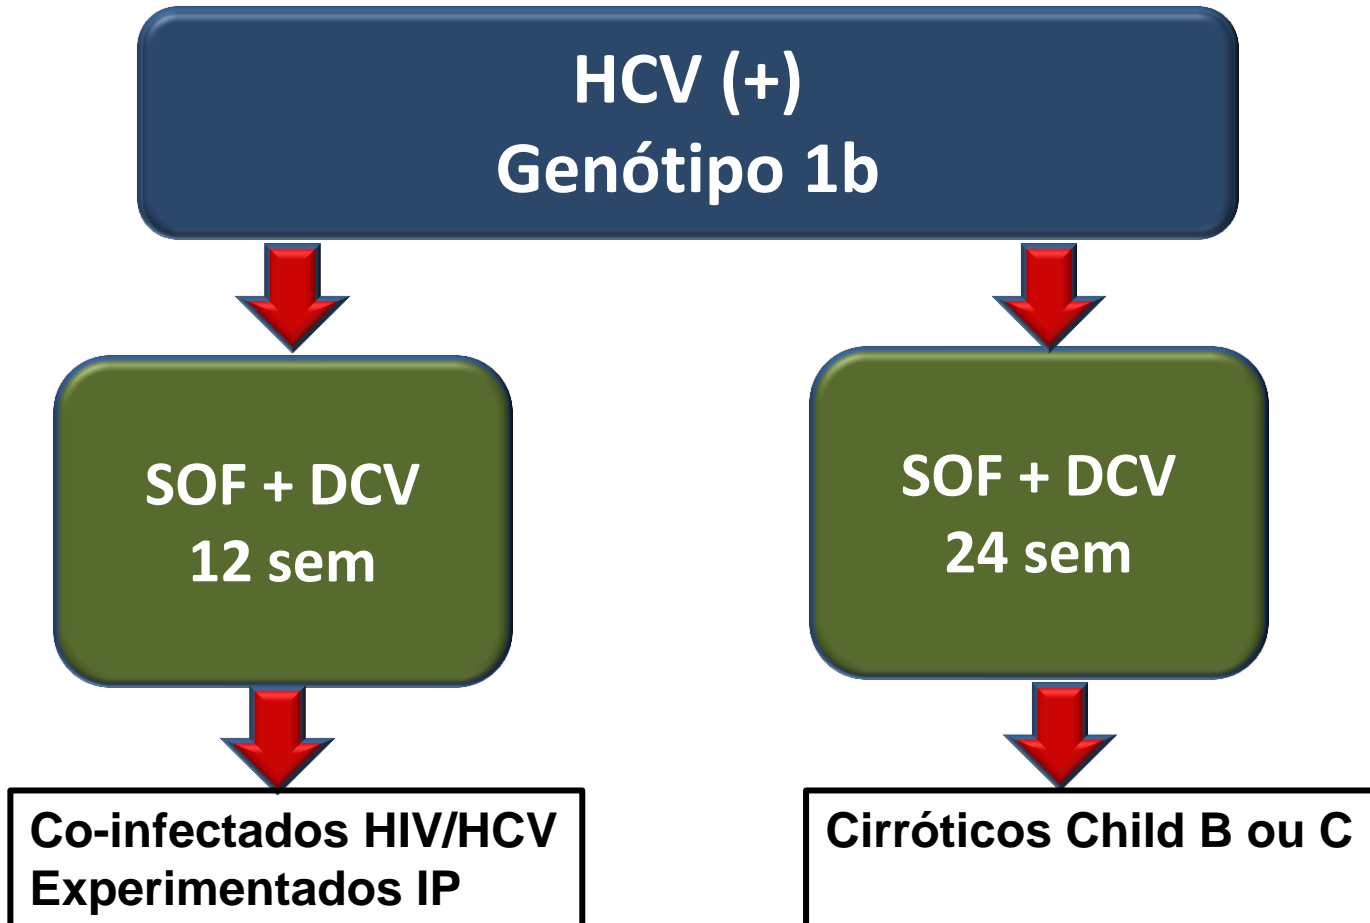 HCV (+)
Genótipo 1b
SOF + DCV
12 sem
SOF + DCV
24 sem
Co-infectados HIV/HCV
Experimentados IP
Cirróticos Child B ou C